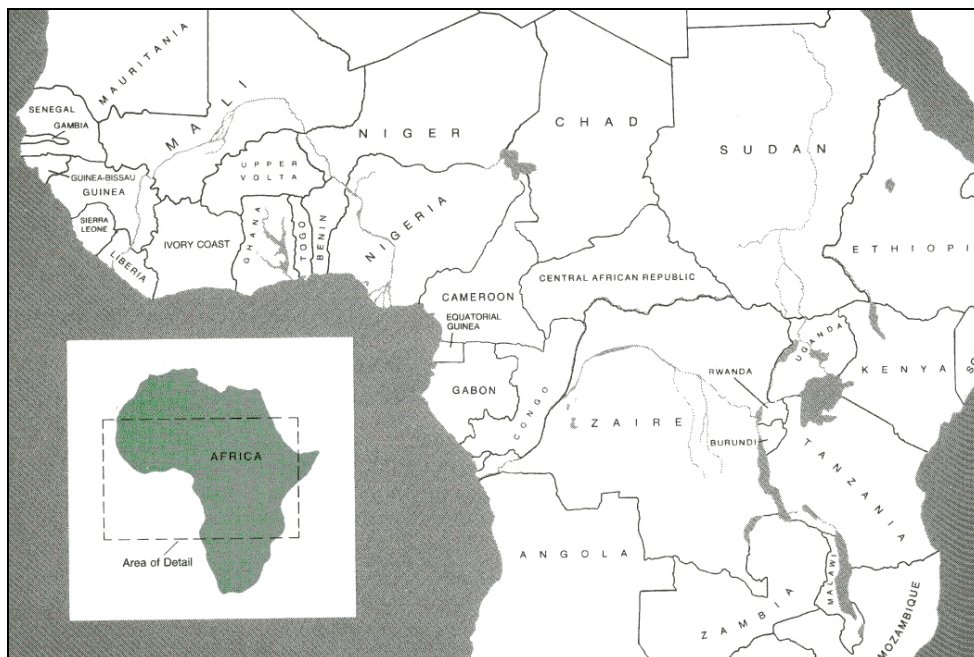 MAURITANIA
SENEGAL
GAMBIA
MALI
NIGER
CHAD
SUDAN
GUINEA-BISSAU
GUINEA
UPPER
VOLTA
SIERRA
LEONE
LIBERIA
IVORY COAST
GHANA
TOGO
BENIN
NIGERIA
ETHIOPI
CENTRAL AFRICAN REPUBLIC
CAMEROON
EQUATORIAL
GUINEA
GABON
CONGO
ZAIRE
RWANDA
BURUNDI
UGANDA
KENYA
SO
TANZANIA
ANGOLA
ZAMBIA
MALAWI
MOZAMBIQUE
AFRICA
Area of Detail